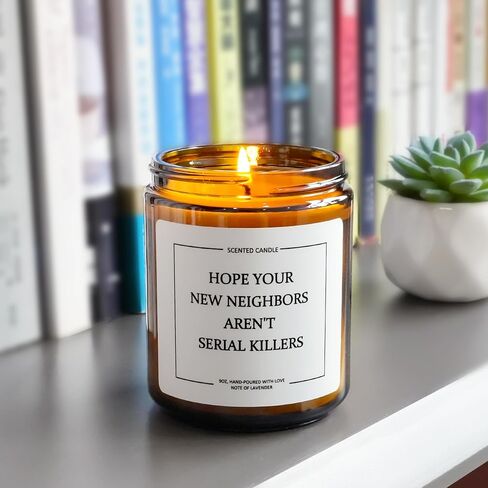 SCENTED CANDLE
HOPE YOUR
NEW NEIGHBORS
AREN'T
SERIAL KILLERS
9OZ, HAND-POURED WITH LOVE
NOTE OF LAVENDER